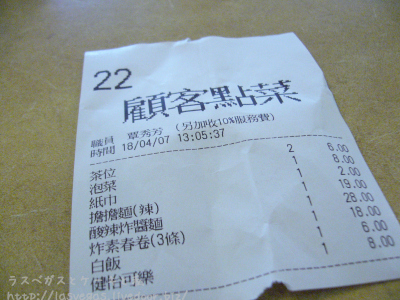 22
顧客點菜
職員 覃秀芬 (另加收10%服務費)
時間 18/04/07 13:05:37
茶位 2 6.00
泡菜 1 8.00
紙巾 1 2.00
擔擔麵(辣) 1 19.00
酸辣炸醬麵 1 28.00
炸素春卷(3條) 1 18.00
白飯 1 6.00
健怡可樂 1 8.00
ラスベガスと